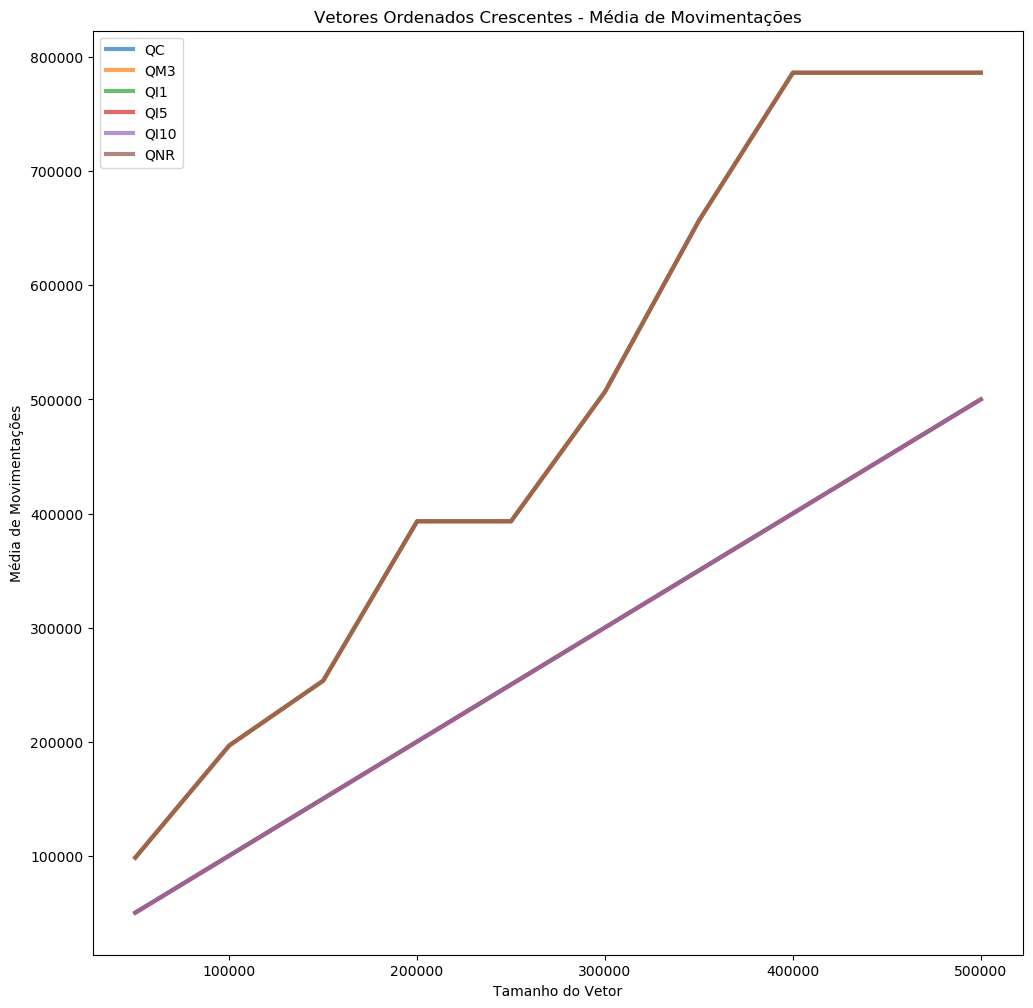 Vetores Ordenados Crescentes - Média de Movimentações
QC
QM3
QI1
QI5
QI10
QNR
800000
700000
600000
500000
400000
300000
200000
100000
Média de Movimentações
100000 200000 300000 400000 500000
Tamanho do Vetor